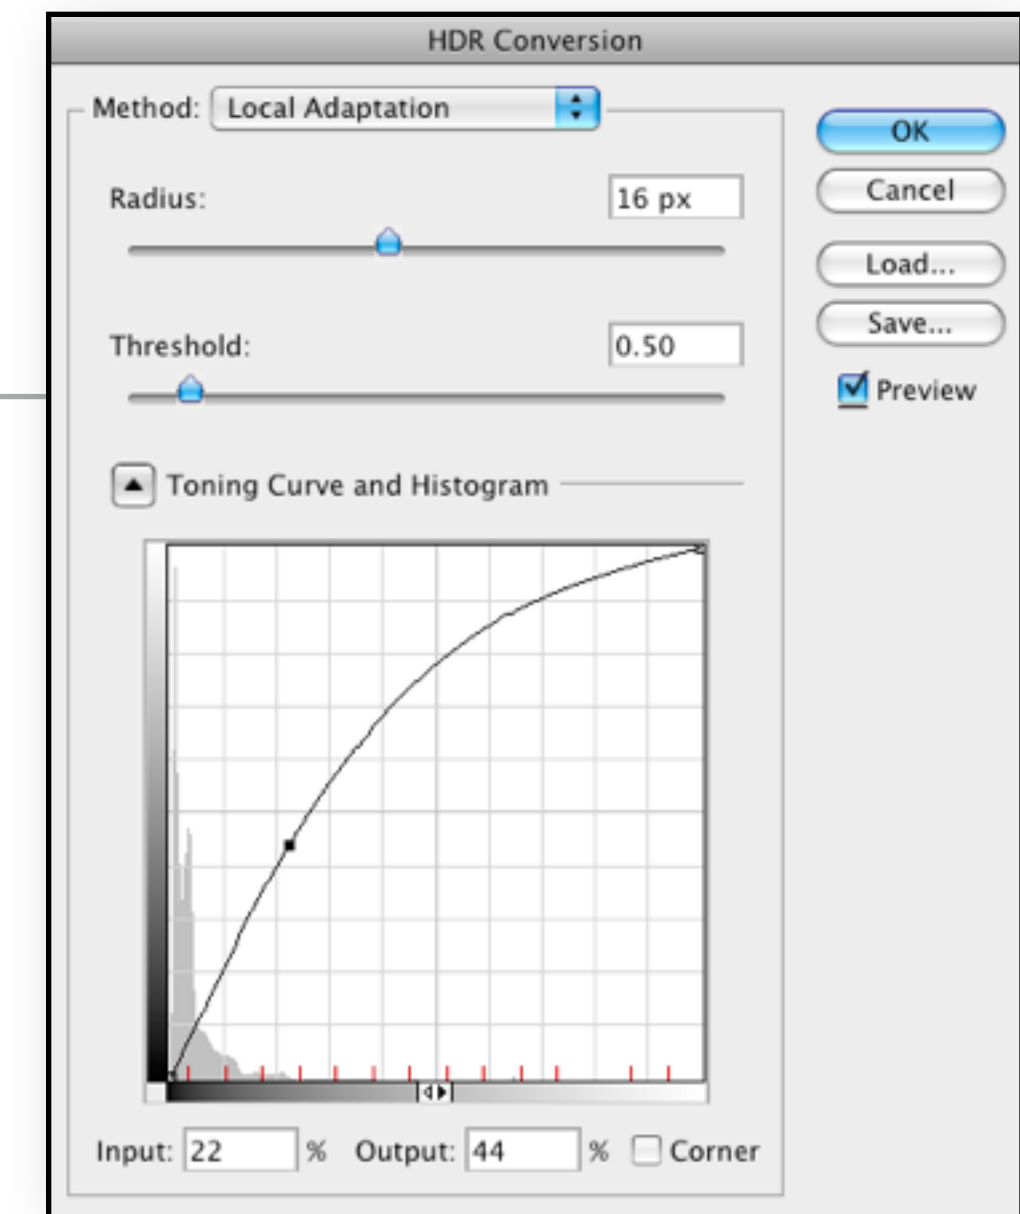 HDR Conversion
Method: Local Adaptation
OK
Cancel
Load...
Save...
Preview
Radius: 16 px
Threshold: 0.50
Toning Curve and Histogram
Input: 22 % Output: 44 % Corner